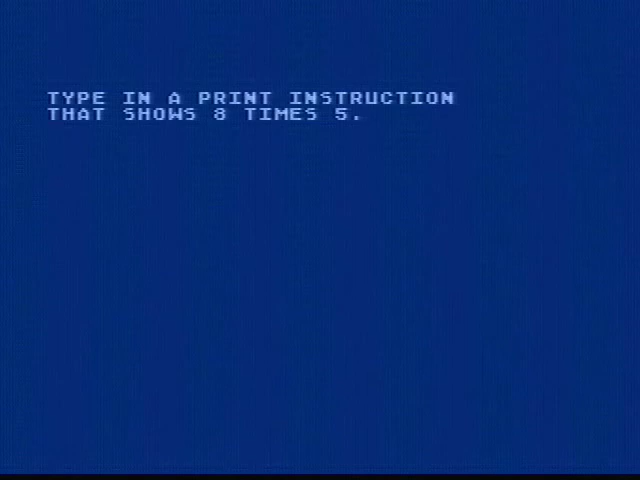 TYPE IN A PRINT INSTRUCTION
THAT SHOWS 8 TIMES 5.